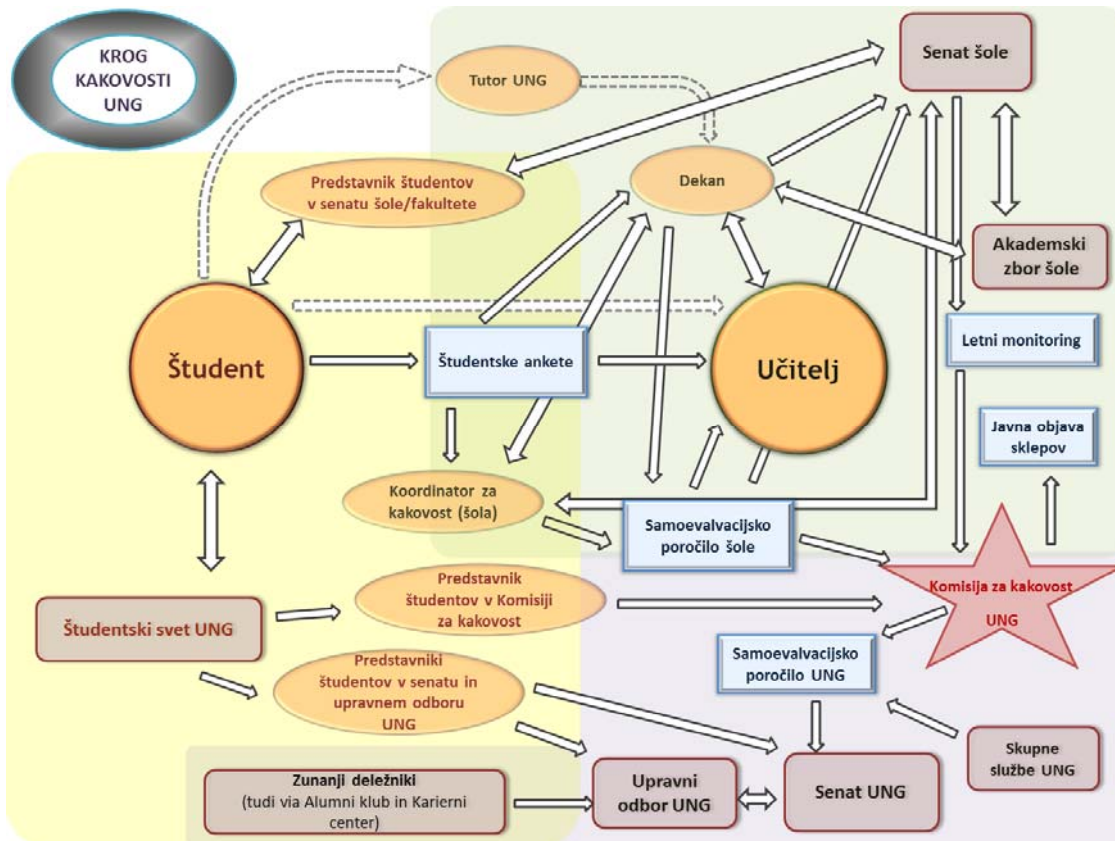 KROG
KAKOVOSTI
UNG
Tutor UNG
Senat šole
Predstavnik študentov
v senatu šole/fakultete
Dekan
Akademski
zbor šole
Študent
Študentske ankete
Učitelj
Letni monitoring
Javna objava
sklepov
Koordinator za
kakovost (šola)
Samoevalvacijsko
poročilo šole
Predstavnik
študentov v Komisiji
za kakovost
Komisija za kakovost
UNG
Študentski svet UNG
Predstavniki
študentov v senatu in
upravnem odboru
UNG
Samoevalvacijsko
poročilo UNG
Skupne
službe UNG
Zunanji deležniki
(tudi via Alumni klub in Karierni
center)
Upravni
odbor UNG
Senat UNG